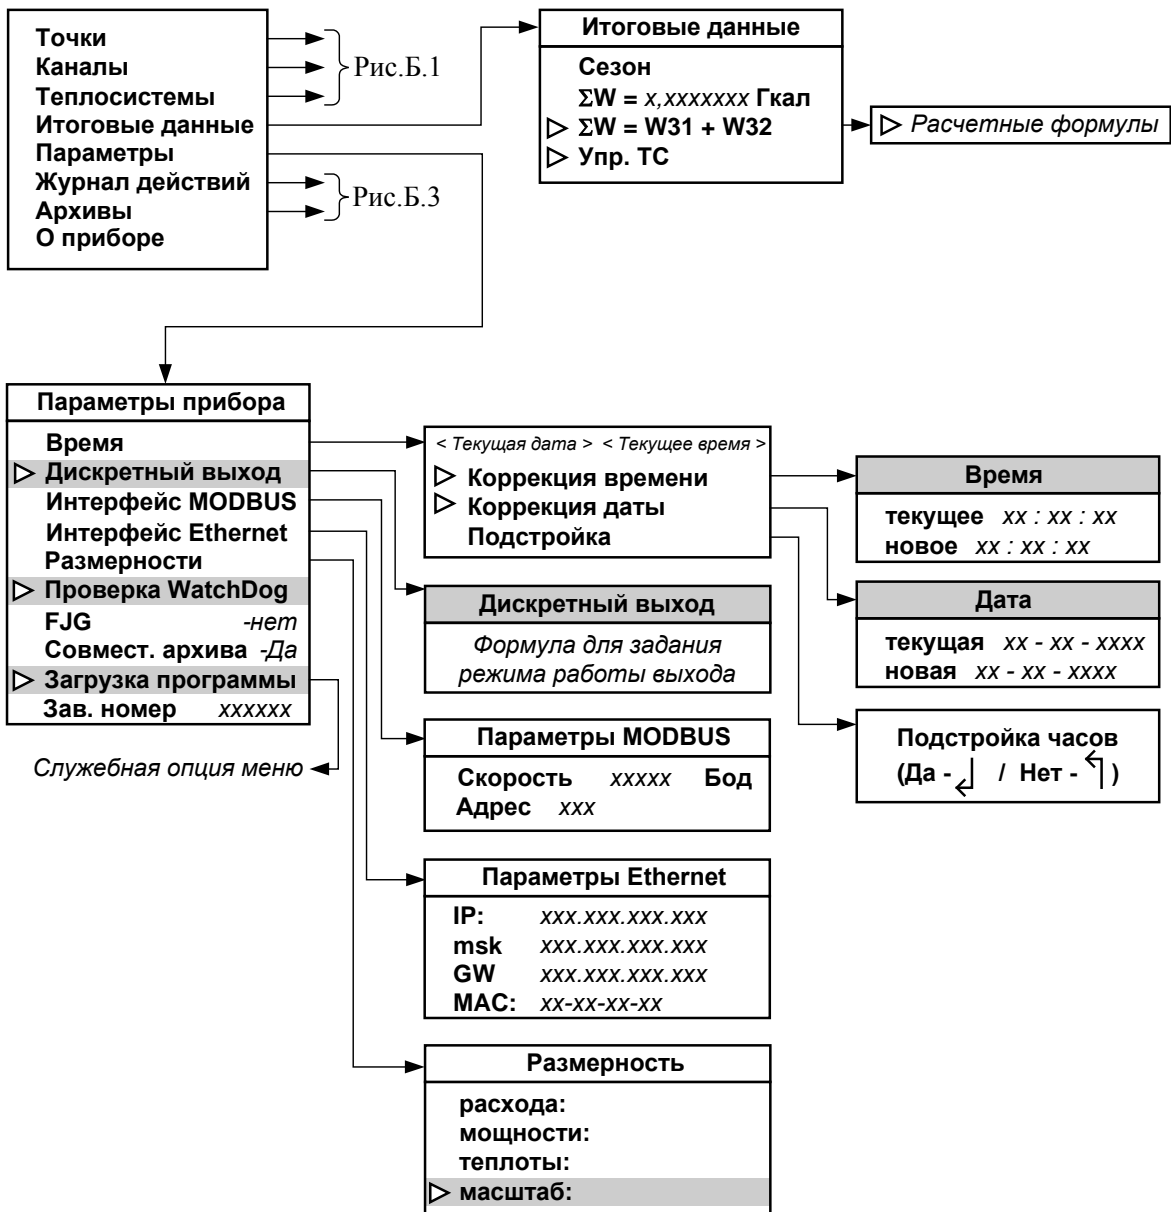 Точки
Каналы
Теплосистемы
Итоговые данные
Параметры
Журнал действий
Архивы
О приборе
Рис.Б.1
Рис.Б.3
Итоговые данные
Сезон
ΣW = x,xxxxxxx Гкал
ΣW = W31 + W32
Упр. ТС
Расчетные формулы
Параметры прибора
Время
Дискретный выход
Интерфейс MODBUS
Интерфейс Ethernet
Размерности
Проверка WatchDog
FJG -нет
Совмест. архива -Да
Загрузка программы
Зав. номер xxxxxx
Служебная опция меню
< Текущая дата > < Текущее время >
Коррекция времени
Коррекция даты
Подстройка
Дискретный выход
Формула для задания
режима работы выхода
Параметры MODBUS
Скорость xxxxx Бод
Адрес xxx
Параметры Ethernet
IP: xxx.xxx.xxx.xxx
msk xxx.xxx.xxx.xxx
GW xxx.xxx.xxx.xxx
MAC: xx-xx-xx-xx
Размерность
расхода:
мощности:
теплоты:
масштаб:
Время
текущее xx : xx : xx
новое xx : xx : xx
Дата
текущая xx - xx - xxxx
новая xx - xx - xxxx
Подстройка часов
(Да - / Нет - )